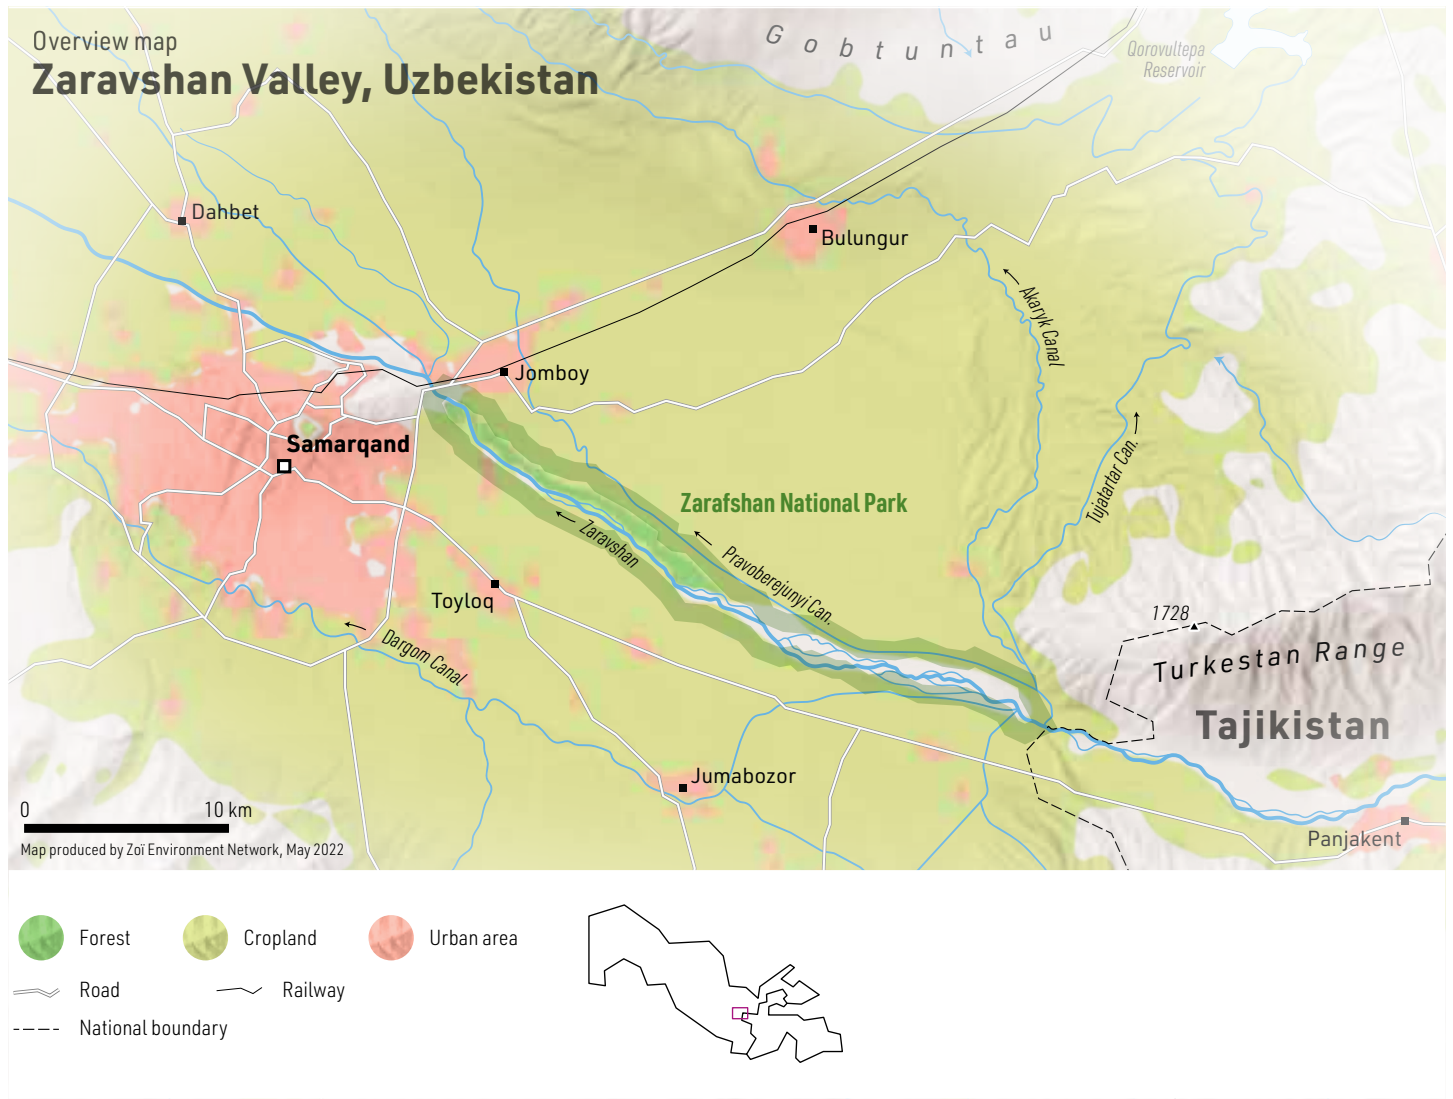 Overview map
Zaravshan Valley, Uzbekistan
Gobtuntau
Qorovultepa
Reservoir
Dahbet
Bulungur
Akaryk Canal
Jomboy
Samarqand
Tujatartar Can.
Zarafshan National Park
Zaravshan
Pravoberejunyi Can.
Toyloq
1728
Dargom Canal
Turkestan Range
Tajikistan
Jumabozor
0 10 km
Panjakent
Map produced by Zoï Environment Network, May 2022
Forest Cropland Urban area
Road Railway
National boundary